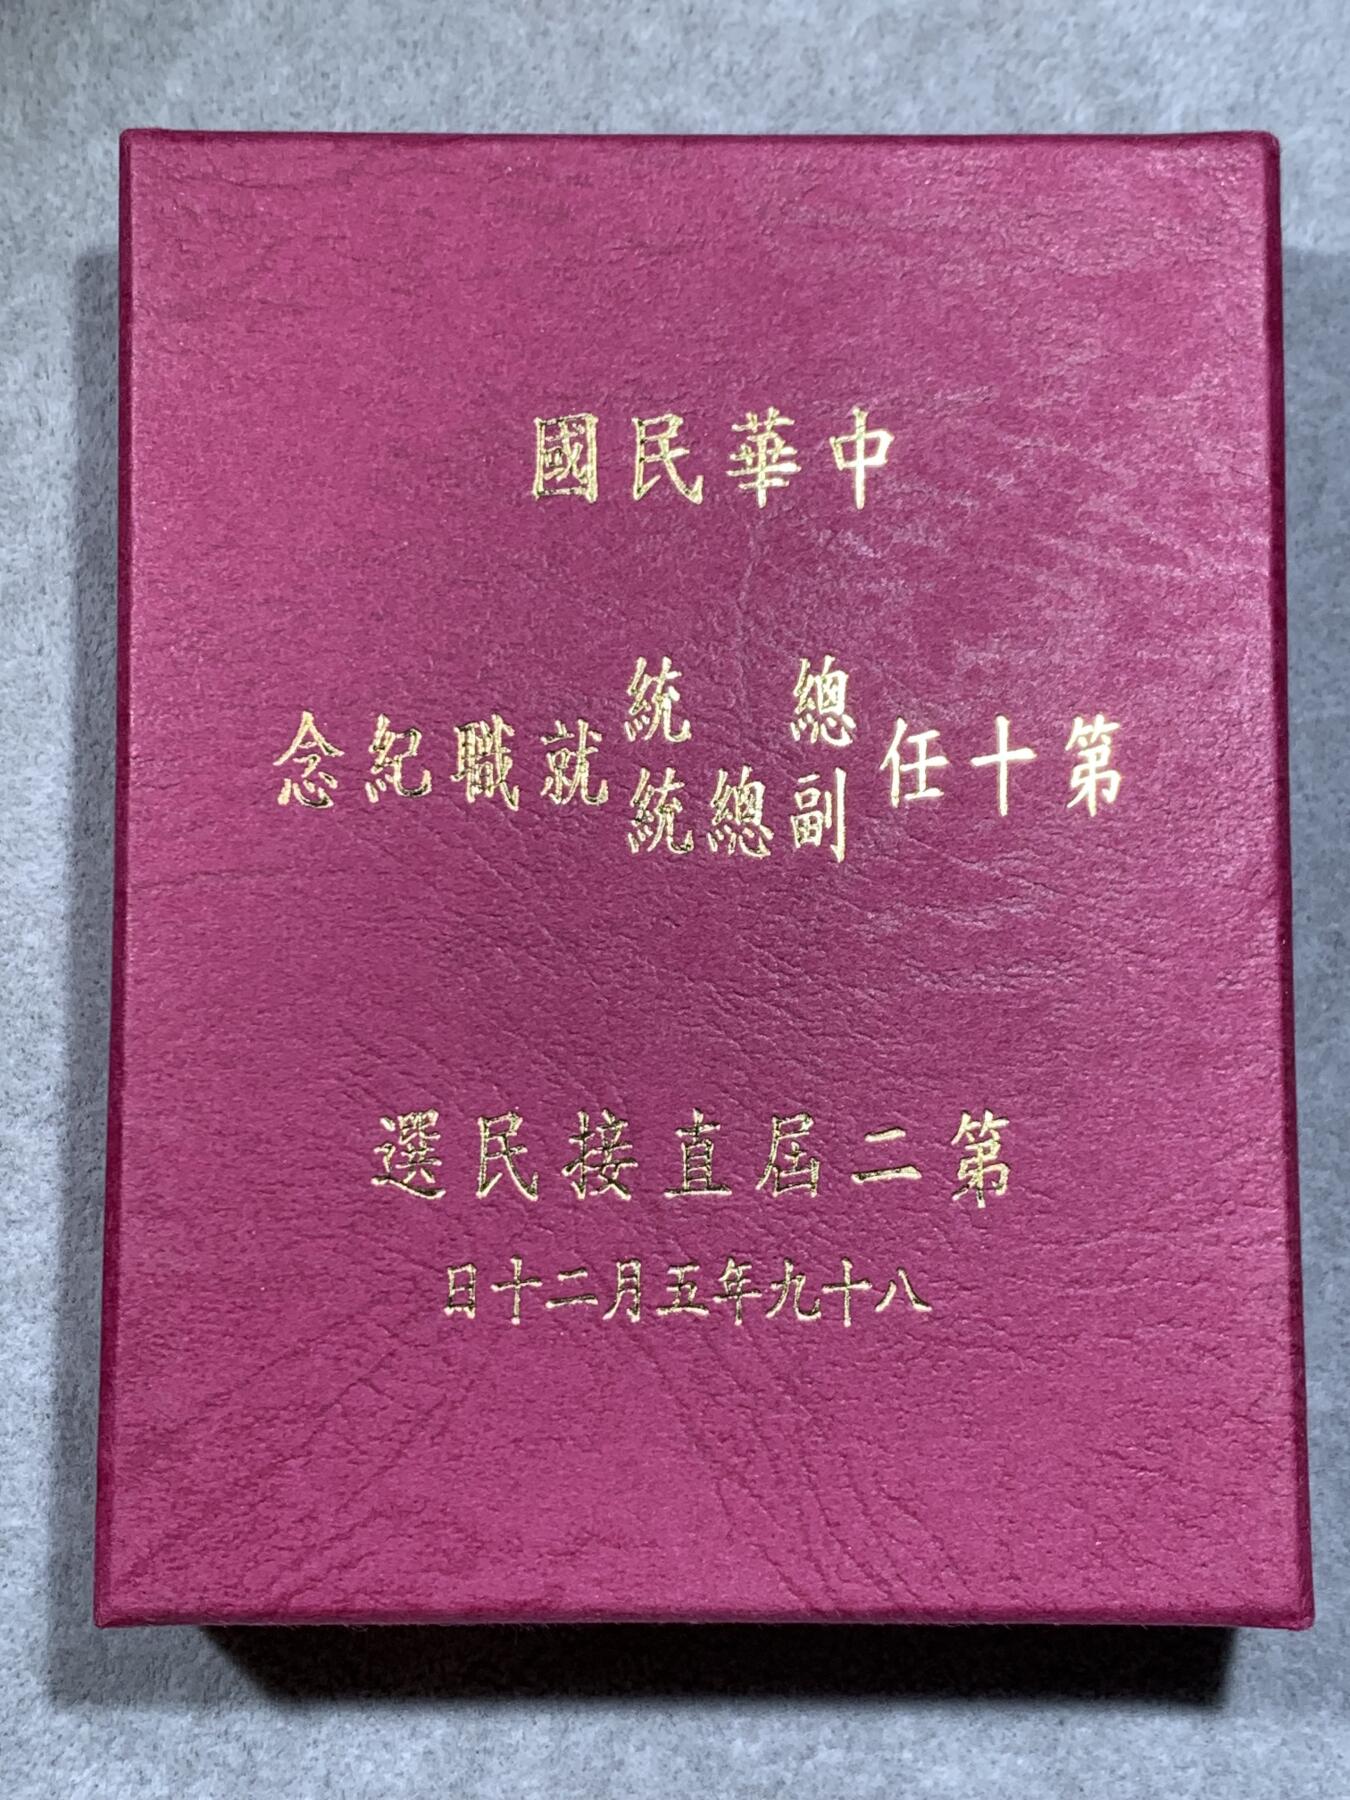 中華民國
第十任總統副總統就職紀念
第二屆直接民選
八十九年五月二十日